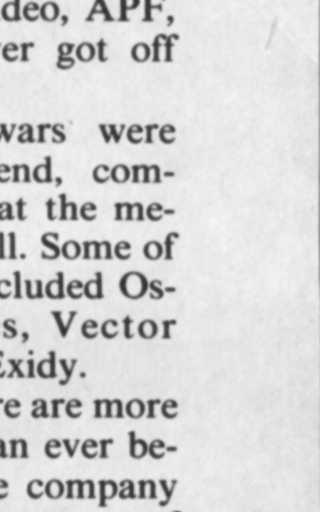 deo, APF,
er got off
wars were
end, com-
at the me-
ll. Some of
cluded Os-
s, Vector
Exidy.
re are more
an ever be-
e company